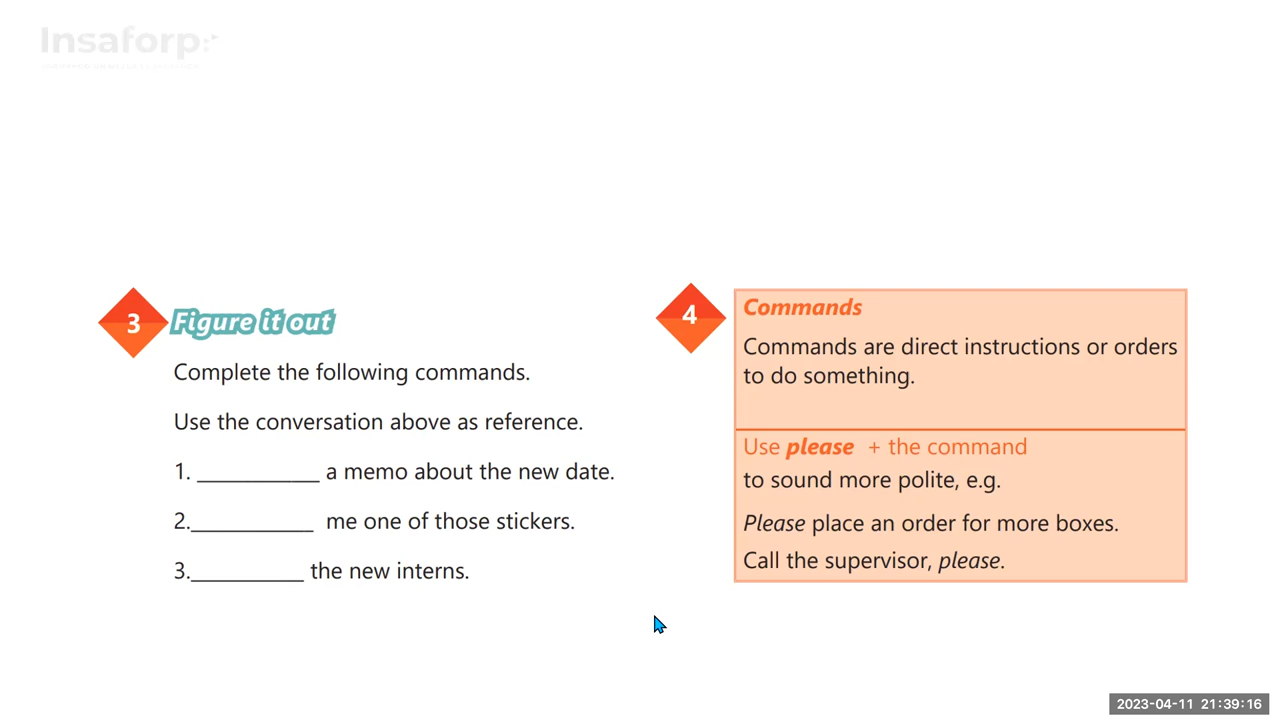 Insaforp
3
Figure it out
Complete the following commands.
Use the conversation above as reference.
1. __________ a memo about the new date.
2.__________ me one of those stickers.
3._________ the new interns.
4
Commands
Commands are direct instructions or orders
to do something.
Use please + the command
to sound more polite, e.g.
Please place an order for more boxes.
Call the supervisor, please.
2023-04-11 21:39:16